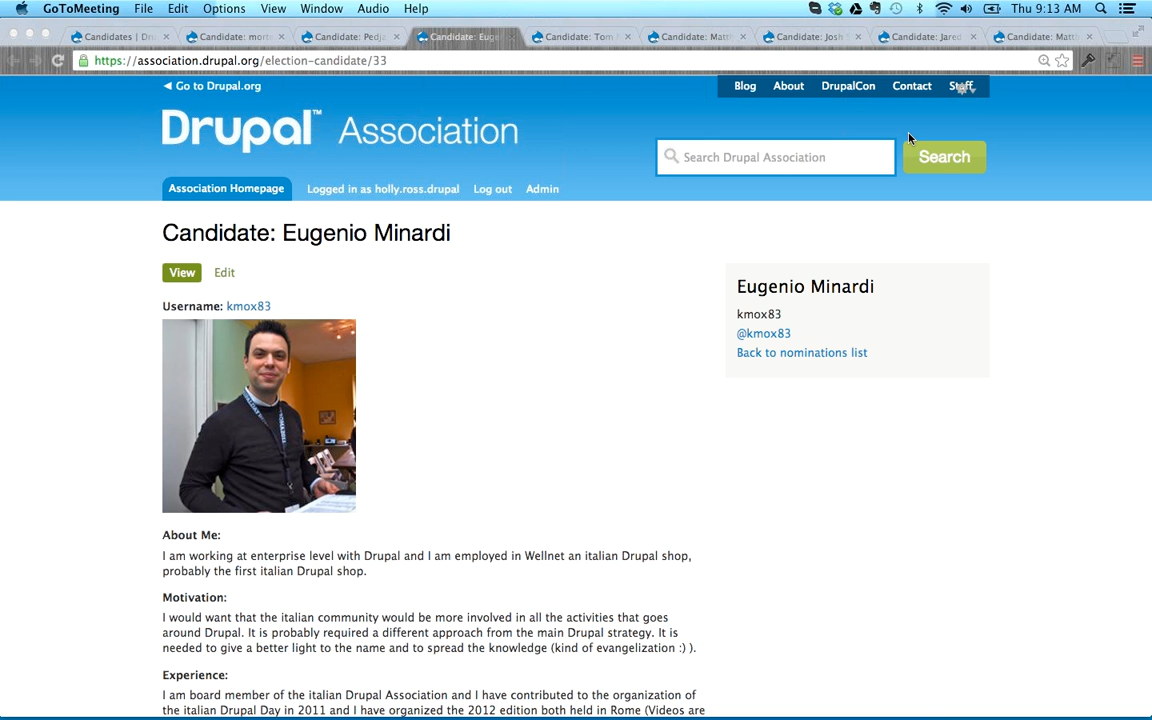 GoToMeeting File Edit Options View Window Audio Help Thu 9:13 AM
Candidates | Dru Candidate: mort Candidate: Pedja Candidate: Euge Candidate: Tom Candidate: Matt Candidate: Josh Candidate: Jared Candidate: Matth
https://association.drupal.org/election-candidate/33
Go to Drupal.org Blog About DrupalCon Contact Staff
Drupal™ Association
Search Drupal Association Search
Association Homepage Logged in as holly.ross.drupal Log out Admin
Candidate: Eugenio Minardi
View Edit
Username: kmox83
Eugenio Minardi
kmox83
@kmox83
Back to nominations list
About Me:
I am working at enterprise level with Drupal and I am employed in Wellnet an italian Drupal shop,
probably the first italian Drupal shop.
Motivation:
I would want that the italian community would be more involved in all the activities that goes
around Drupal. It is probably required a different approach from the main Drupal strategy. It is
needed to give a better light to the name and to spread the knowledge (kind of evangelization :) ).
Experience:
I am board member of the italian Drupal Association and I have contributed to the organization of
the italian Drupal Day in 2011 and I have organized the 2012 edition both held in Rome (Videos are